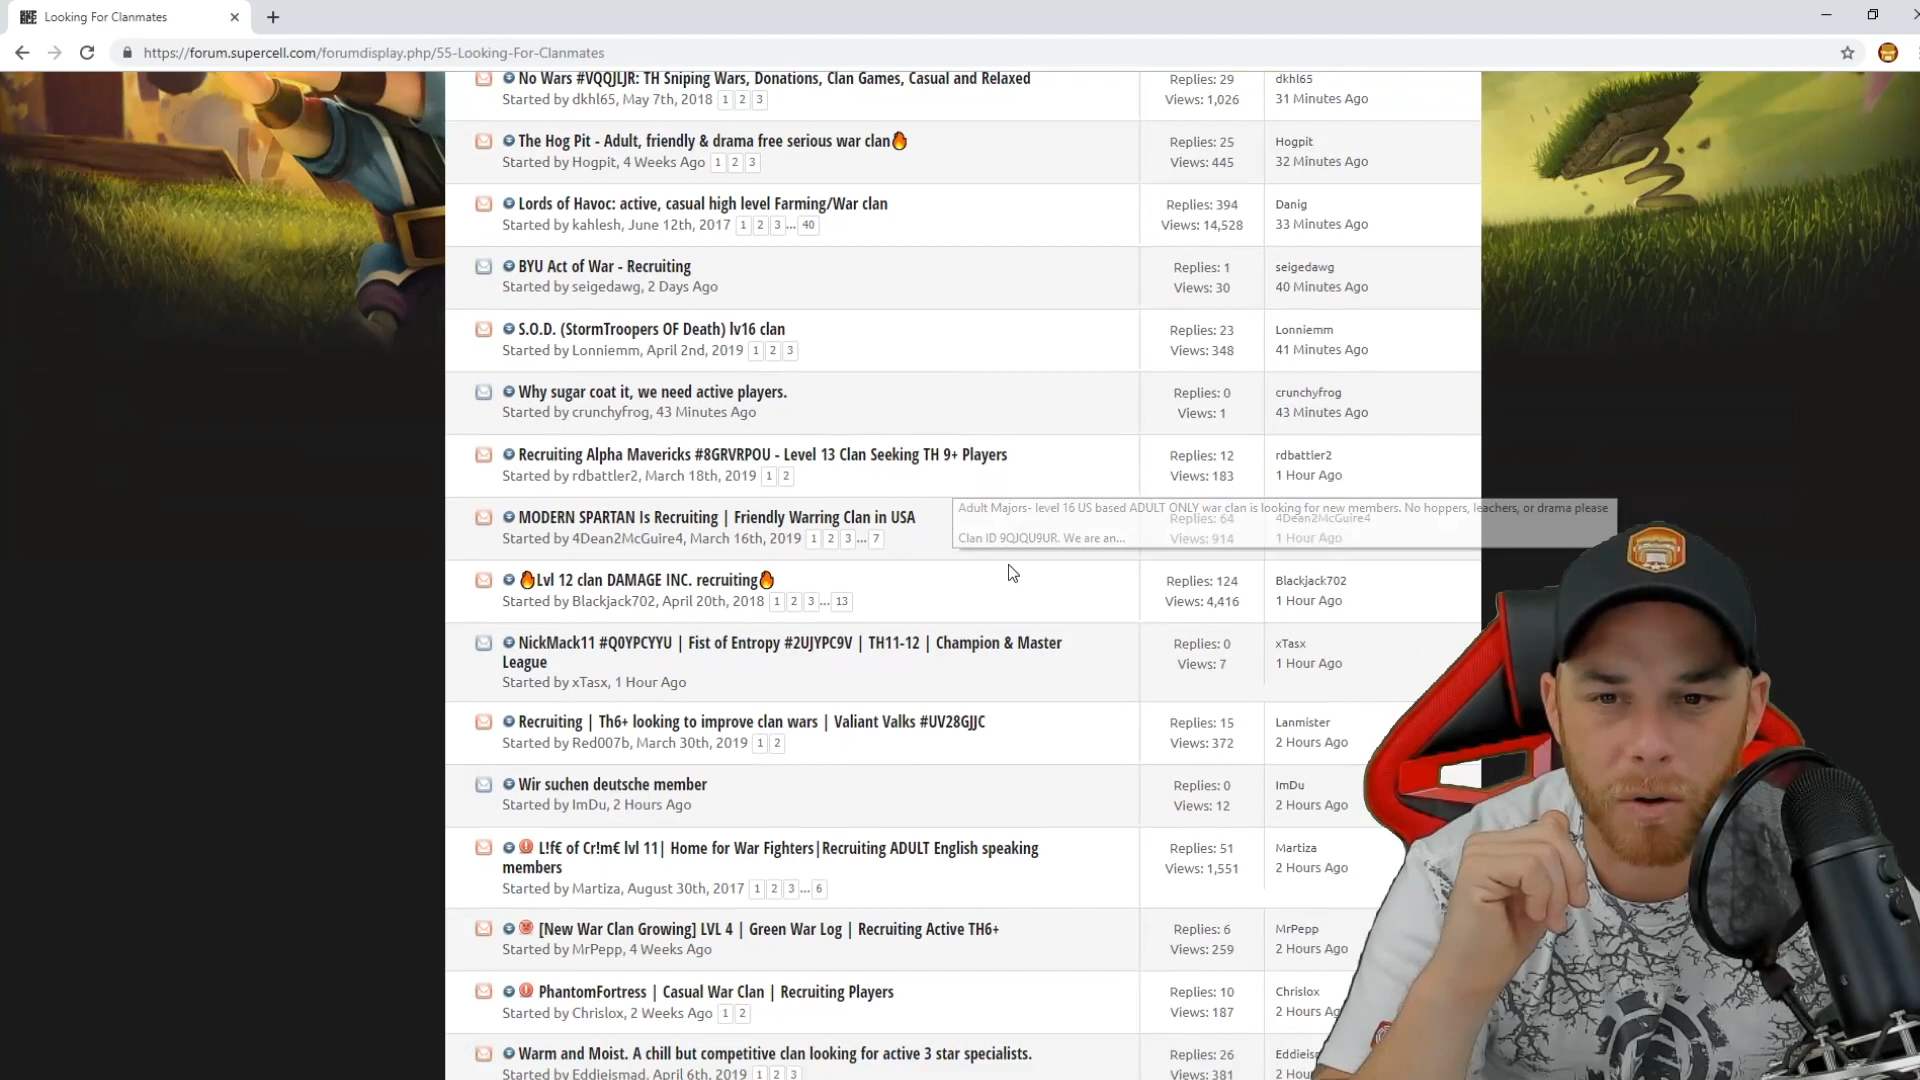 Looking For Clanmates
https://forum.supercell.com/forumdisplay.php/55-Looking-For-Clanmates
No Wars #VQQJLJR: TH Sniping Wars, Donations, Clan Games, Casual and Relaxed
Started by dkhl65, May 7th, 2018 1 2 3
Replies: 29
Views: 1,026
dkhl65
31 Minutes Ago
The Hog Pit - Adult, friendly & drama free serious war clan🔥
Started by Hogpit, 4 Weeks Ago 1 2 3
Replies: 25
Views: 445
Hogpit
32 Minutes Ago
Lords of Havoc: active, casual high level Farming/War clan
Started by kahlesh, June 12th, 2017 1 2 3 ... 40
Replies: 394
Views: 14,528
Danig
33 Minutes Ago
BYU Act of War - Recruiting
Started by seigedawg, 2 Days Ago
Replies: 1
Views: 30
seigedawg
40 Minutes Ago
S.O.D. (StormTroopers OF Death) lv16 clan
Started by Lonniemm, April 2nd, 2019 1 2 3
Replies: 23
Views: 348
Lonniemm
41 Minutes Ago
Why sugar coat it, we need active players.
Started by crunchyfrog, 43 Minutes Ago
Replies: 0
Views: 1
crunchyfrog
43 Minutes Ago
Recruiting Alpha Mavericks #8GRVRPOU - Level 13 Clan Seeking TH 9+ Players
Started by rdbattler2, March 18th, 2019 1 2
Replies: 12
Views: 183
rdbattler2
1 Hour Ago
MODERN SPARTAN Is Recruiting | Friendly Warring Clan in USA
Started by 4Dean2McGuire4, March 16th, 2019 1 2 3 ... 7
Replies: 64
Views: 914
4Dean2McGuire4
1 Hour Ago
Adult Majors- level 16 US based ADULT ONLY war clan is looking for new members. No hoppers, leachers, or drama please
Clan ID 9QJQU9UR. We are an...
🔥Lvl 12 clan DAMAGE INC. recruiting🔥
Started by Blackjack702, April 20th, 2018 1 2 3 ... 13
Replies: 124
Views: 4,416
Blackjack702
1 Hour Ago
NickMack11 #Q0YPCYYU | Fist of Entropy #2UJYPC9V | TH11-12 | Champion & Master
League
Started by xTasx, 1 Hour Ago
Replies: 0
Views: 7
xTasx
1 Hour Ago
Recruiting | Th6+ looking to improve clan wars | Valiant Valks #UV28GJJC
Started by Red007b, March 30th, 2019 1 2
Replies: 15
Views: 372
Lanmister
2 Hours Ago
Wir suchen deutsche member
Started by ImDu, 2 Hours Ago
Replies: 0
Views: 12
ImDu
2 Hours Ago
L!f€ of Cr!m€ lvl 11| Home for War Fighters|Recruiting ADULT English speaking
members
Started by Martiza, August 30th, 2017 1 2 3 ... 6
Replies: 51
Views: 1,551
Martiza
2 Hours Ago
[New War Clan Growing] LVL 4 | Green War Log | Recruiting Active TH6+
Started by MrPepp, 4 Weeks Ago
Replies: 6
Views: 259
MrPepp
2 Hours Ago
PhantomFortress | Casual War Clan | Recruiting Players
Started by Chrislox, 2 Weeks Ago 1 2
Replies: 10
Views: 187
Chrislox
2 Hours Ag
Warm and Moist. A chill but competitive clan looking for active 3 star specialists.
Started by Eddieismad, April 6th, 2019 1 2 3
Replies: 26
Views: 381
Eddieis
2 Hour